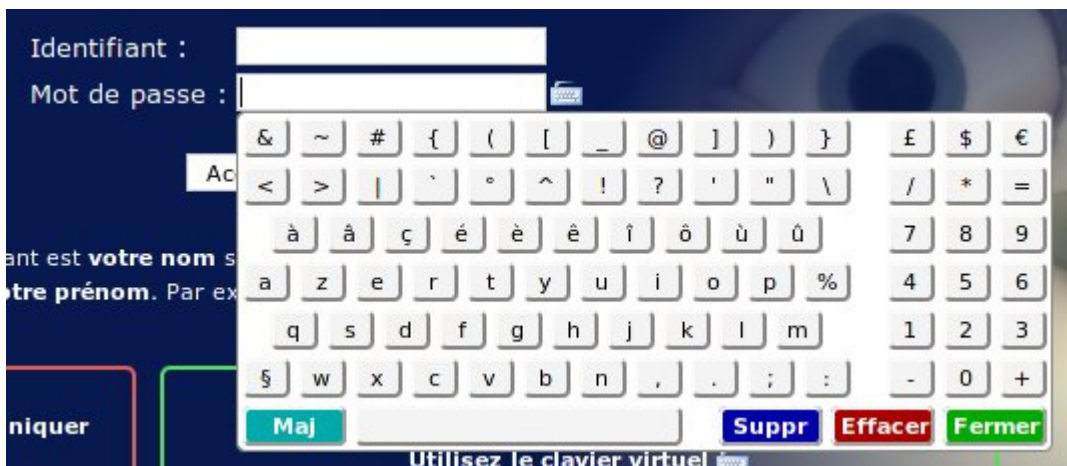 Identifiant :
Mot de passe :
& ~ # { ( [ _ @ ] ) } £ $ €
Ac
< > | ` ° ^ ! ? ' " \ / * =
à â ç é è ê î ô ù û 7 8 9
ant est votre nom s
a z e r t y u i o p % 4 5 6
otre prénom. Par ex
q s d f g h j k l m 1 2 3
§ w x c v b n , . ; : - 0 +
niquer
Maj Suppr Effacer Fermer
Utilisez le clavier virtuel